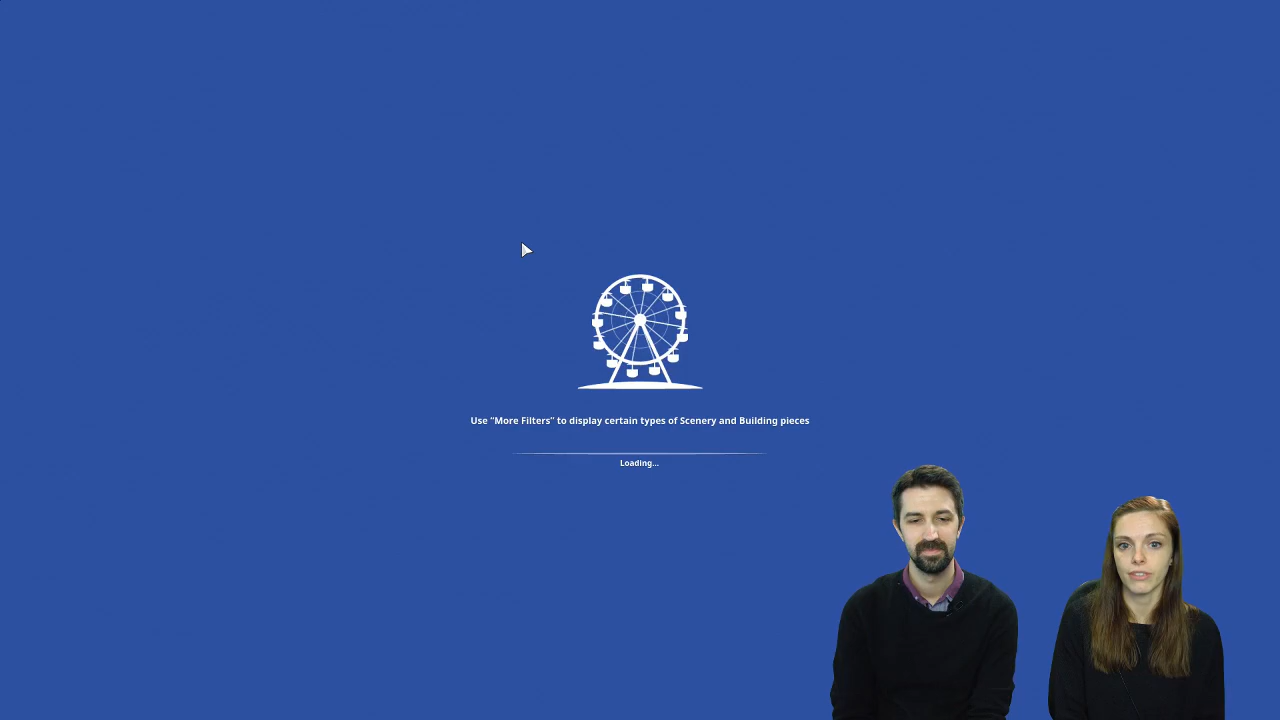 Use "More Filters" to display certain types of Scenery and Building pieces
Loading...